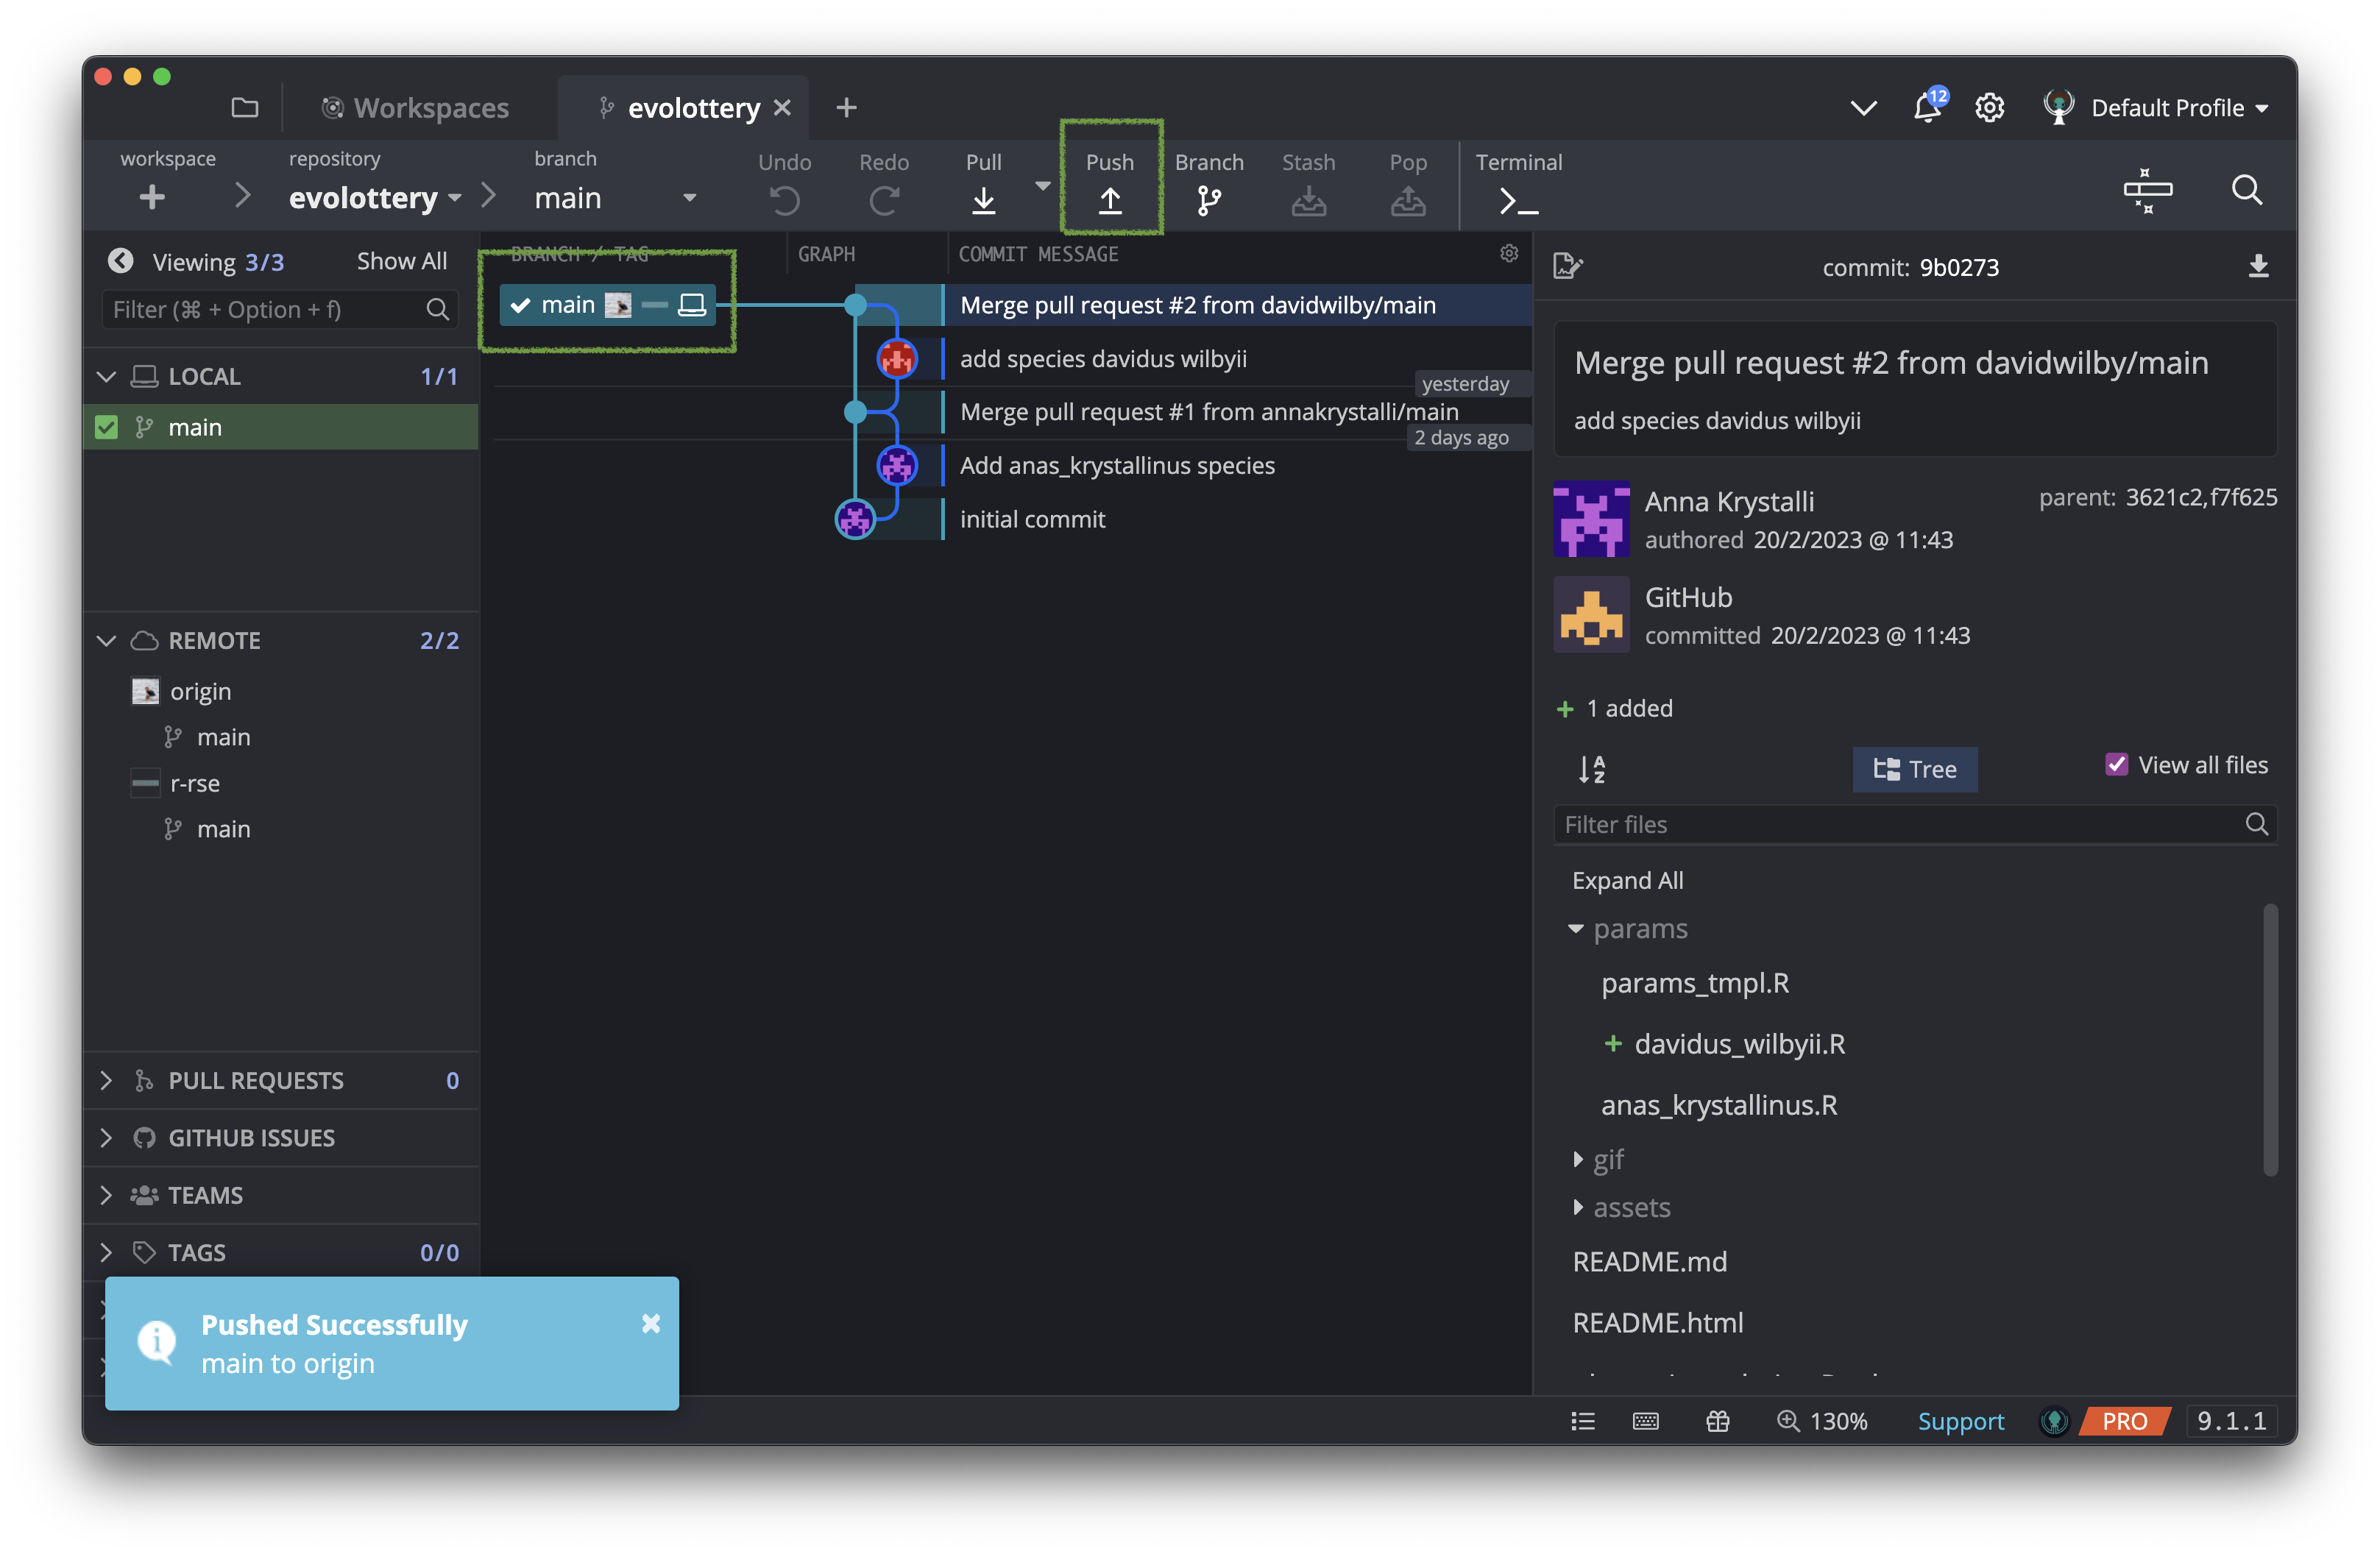 Workspaces
evolottery
12
Default Profile
workspace
repository
branch
evolottery
main
Undo
Redo
Pull
Push
Branch
Stash
Pop
Terminal
Viewing 3/3
Show All
Filter (⌘ + Option + f)
LOCAL
1/1
main
REMOTE
2/2
origin
main
r-rse
main
PULL REQUESTS
0
GITHUB ISSUES
TEAMS
TAGS
0/0
Pushed Successfully
main to origin
BRANCH / TAG
GRAPH
COMMIT MESSAGE
main
Merge pull request #2 from davidwilby/main
add species davidus wilbyii
yesterday
Merge pull request #1 from annakrystalli/main
2 days ago
Add anas_krystallinus species
initial commit
commit: 9b0273
Merge pull request #2 from davidwilby/main
add species davidus wilbyii
Anna Krystalli
authored 20/2/2023 @ 11:43
parent: 3621c2,f7f625
GitHub
committed 20/2/2023 @ 11:43
1 added
A
Z
Tree
View all files
Filter files
Expand All
params
params_tmpl.R
davidus_wilbyii.R
anas_krystallinus.R
gif
assets
README.md
README.html
130%
Support
PRO
9.1.1